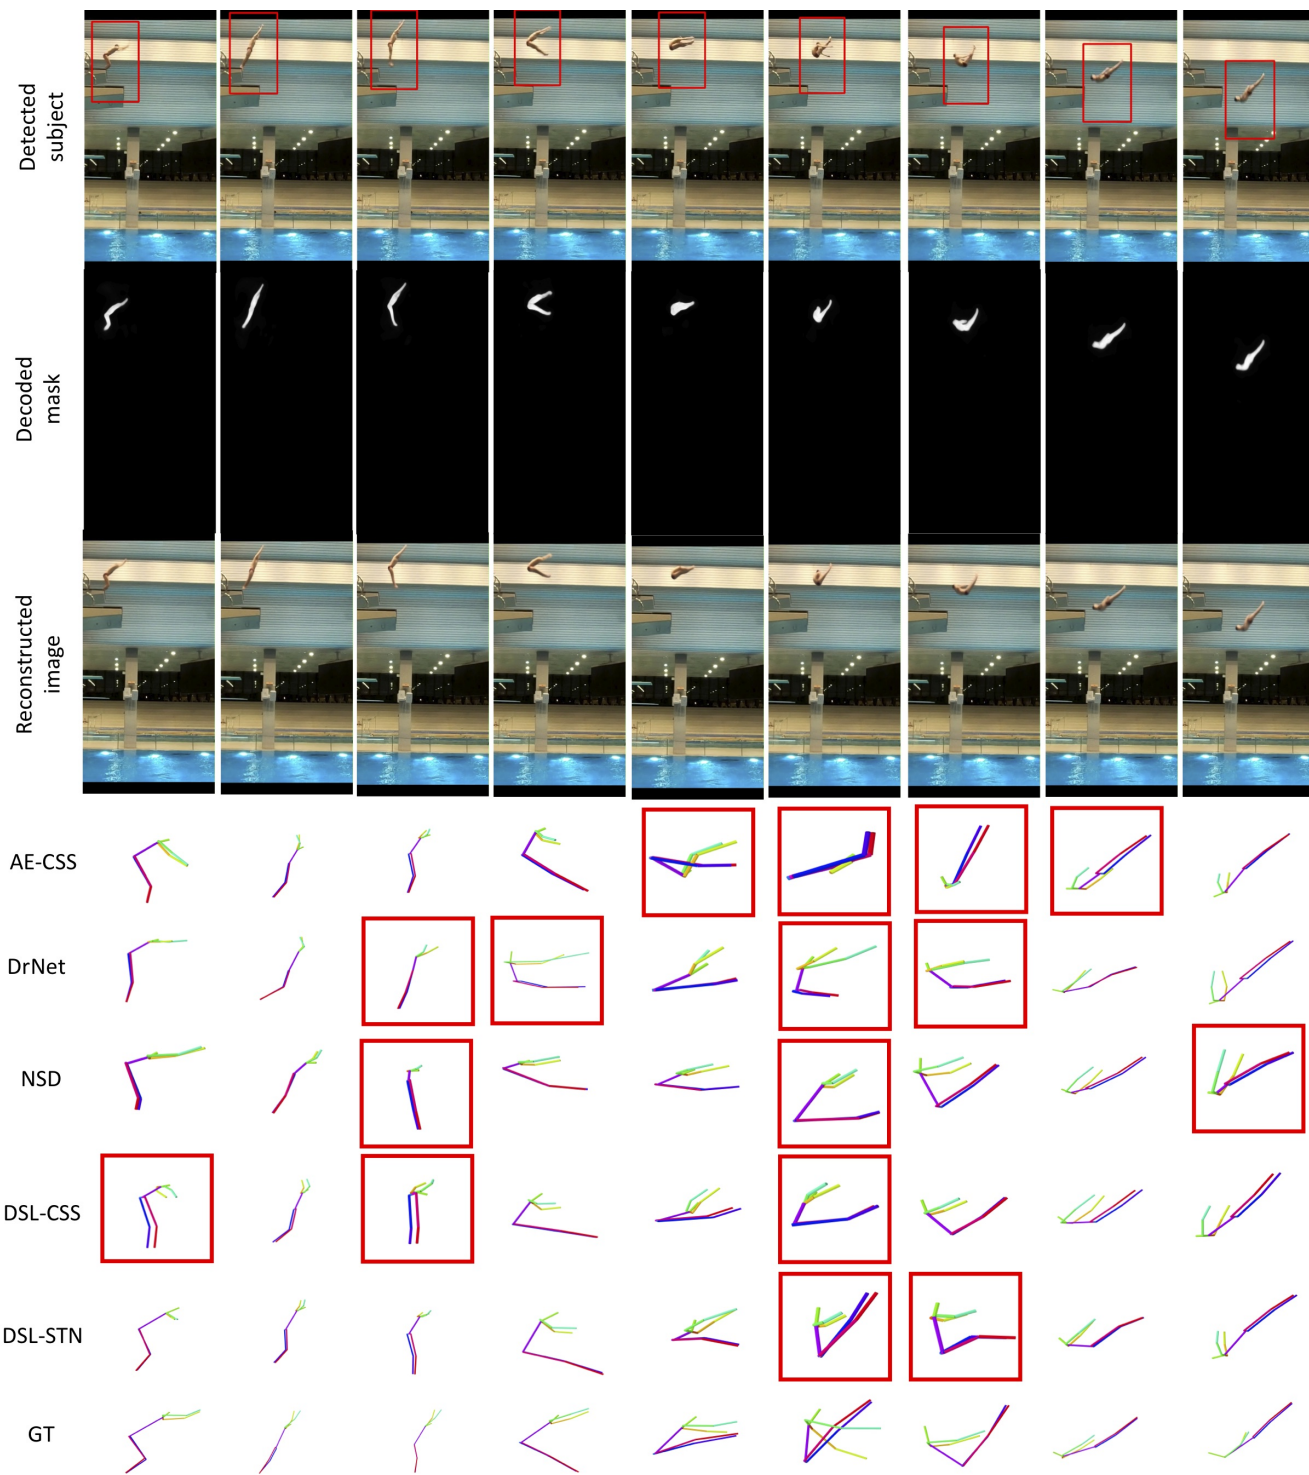 Detected
subject
Decoded
mask
Reconstructed
image
AE-CSS
DrNet
NSD
DSL-CSS
DSL-STN
GT